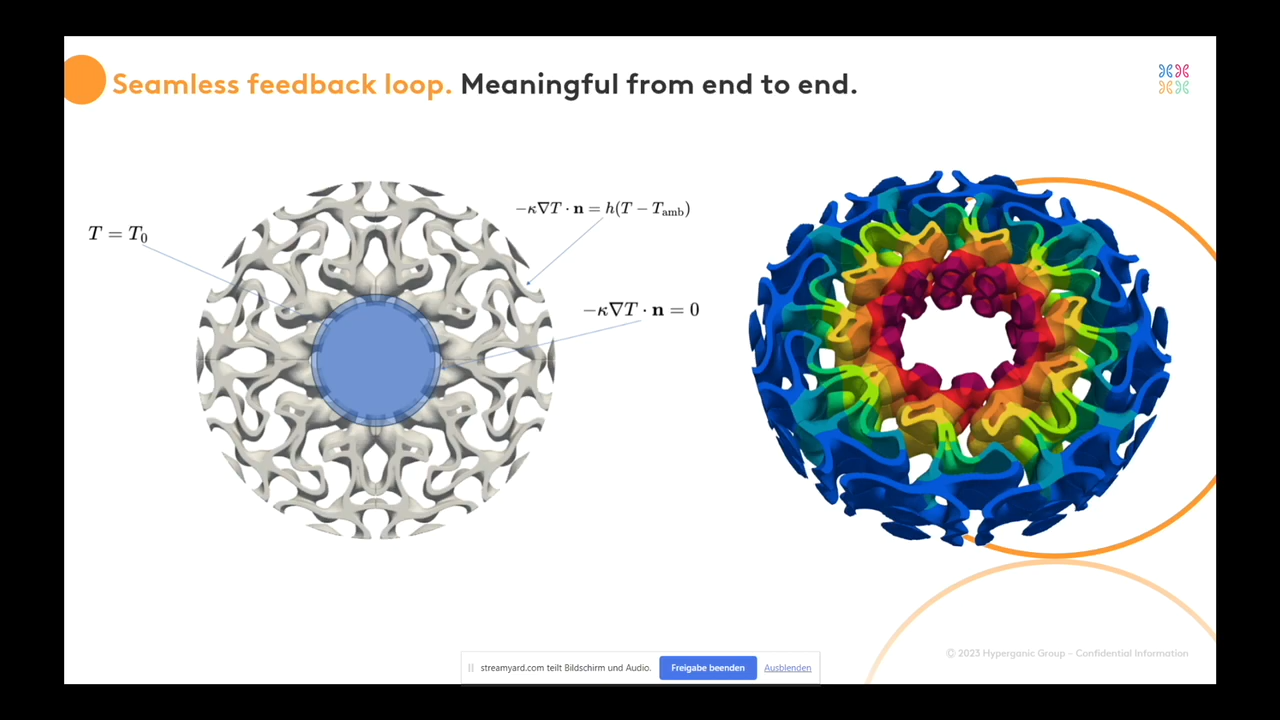 Seamless feedback loop. Meaningful from end to end.
−κ∇T · n = h(T − T_amb)
T = T_0
−κ∇T · n = 0
© 2023 Hyperganic Group - Confidential Information
streamyard.com teilt Bildschirm und Audio. Freigabe beenden Ausblenden